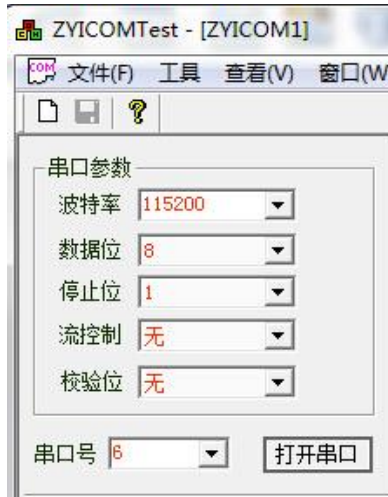 ZYICOMTest - [ZYICOM1]
COM 文件(F) 工具 查看(V) 窗口(W
?
串口参数
波特率 115200
数据位 8
停止位 1
流控制 无
校验位 无
串口号 6 打开串口